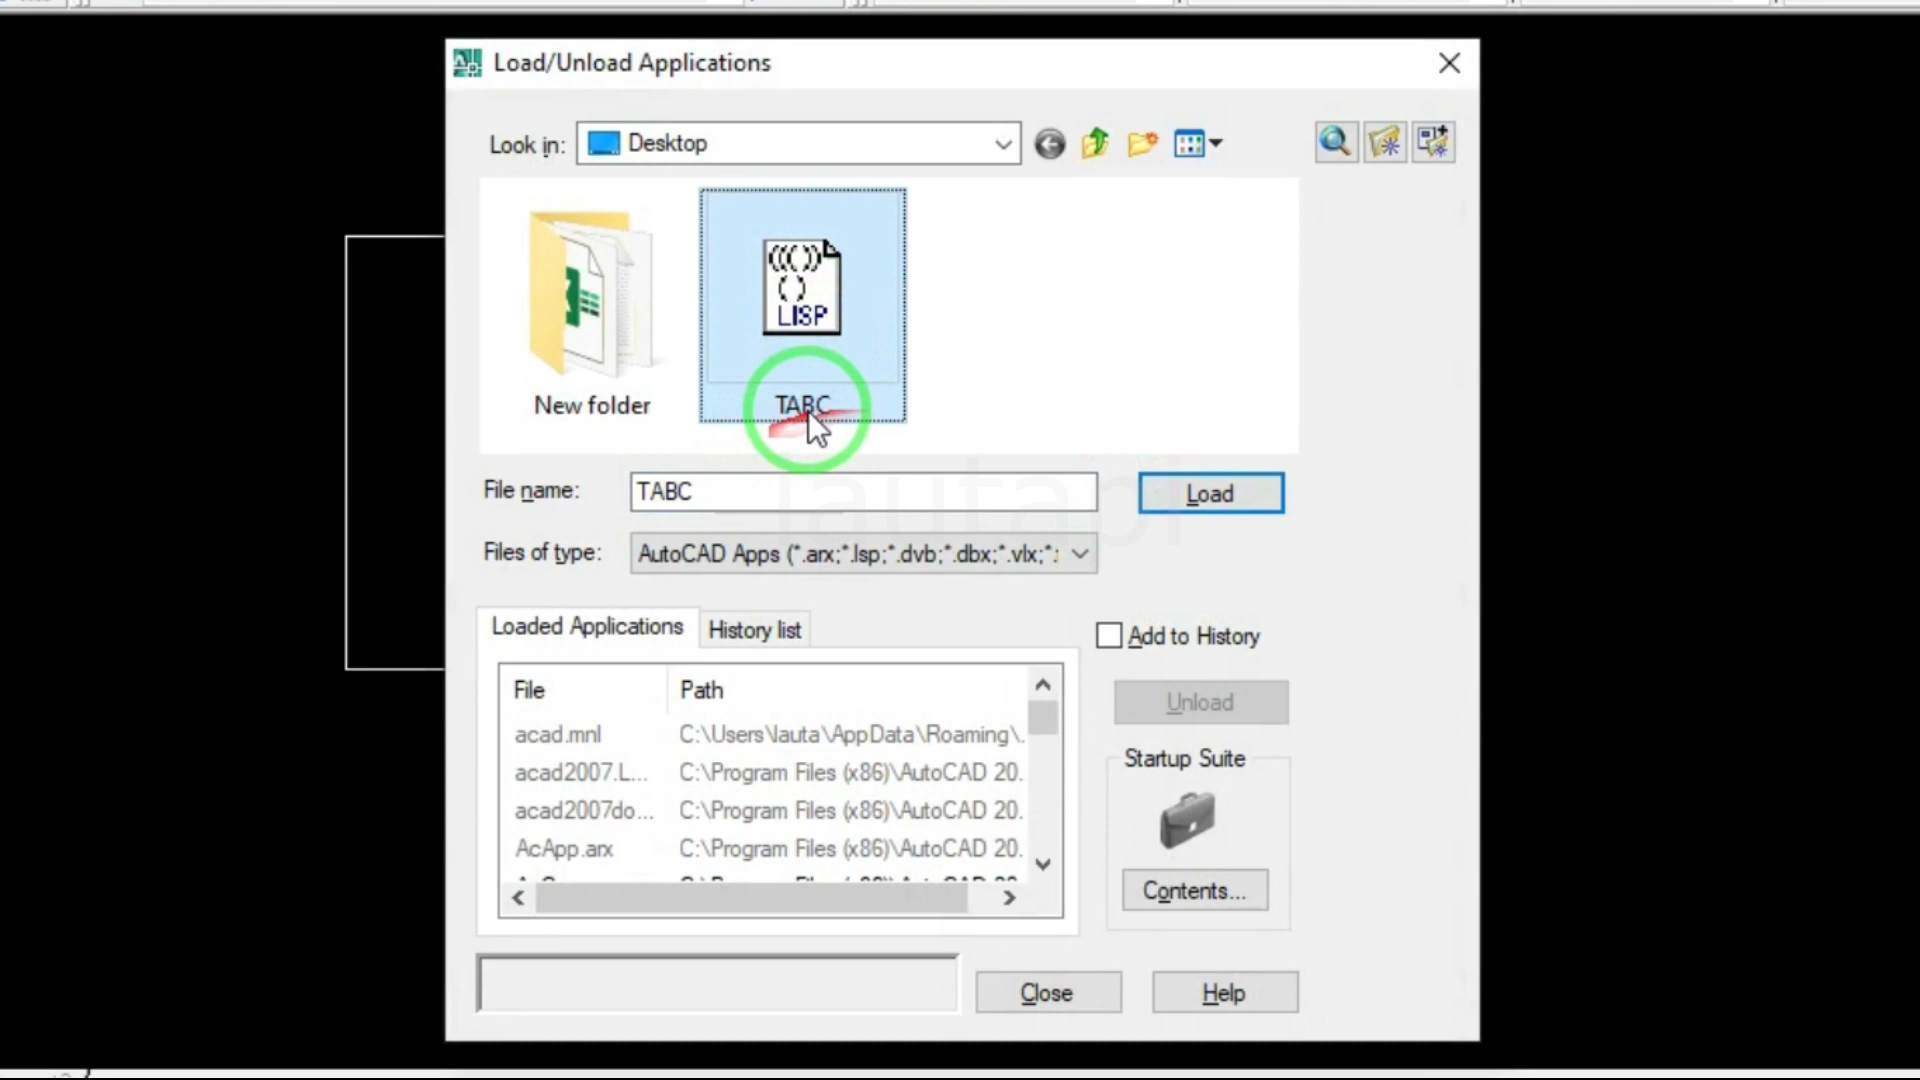 Load/Unload Applications
Look in: Desktop
((( ))
( )
LISP
New folder
TABC
File name: TABC
Load
Files of type: AutoCAD Apps (*.arx;*.lsp;*.dvb;*.dbx;*.vlx;*.
Loaded Applications
History list
Add to History
File Path
acad.mnl C:\Users\lauta\AppData\Roaming\.
acad2007.L... C:\Program Files (x86)\AutoCAD 20.
acad2007do... C:\Program Files (x86)\AutoCAD 20.
AcApp.arx C:\Program Files (x86)\AutoCAD 20.
Unload
Startup Suite
Contents...
Close
Help